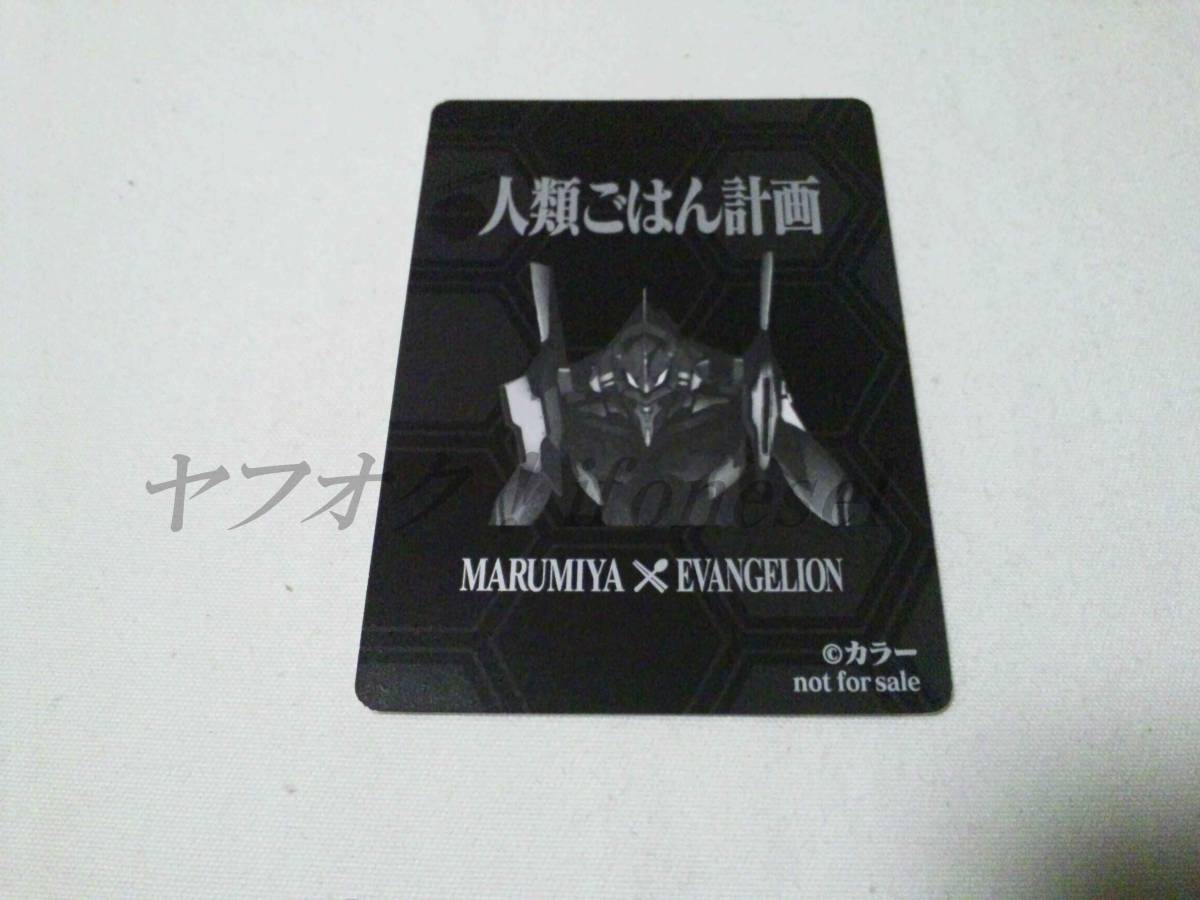 人類ごはん計画
ヤフオク! lifonesel
MARUMIYA × EVANGELION
©カラー
not for sale